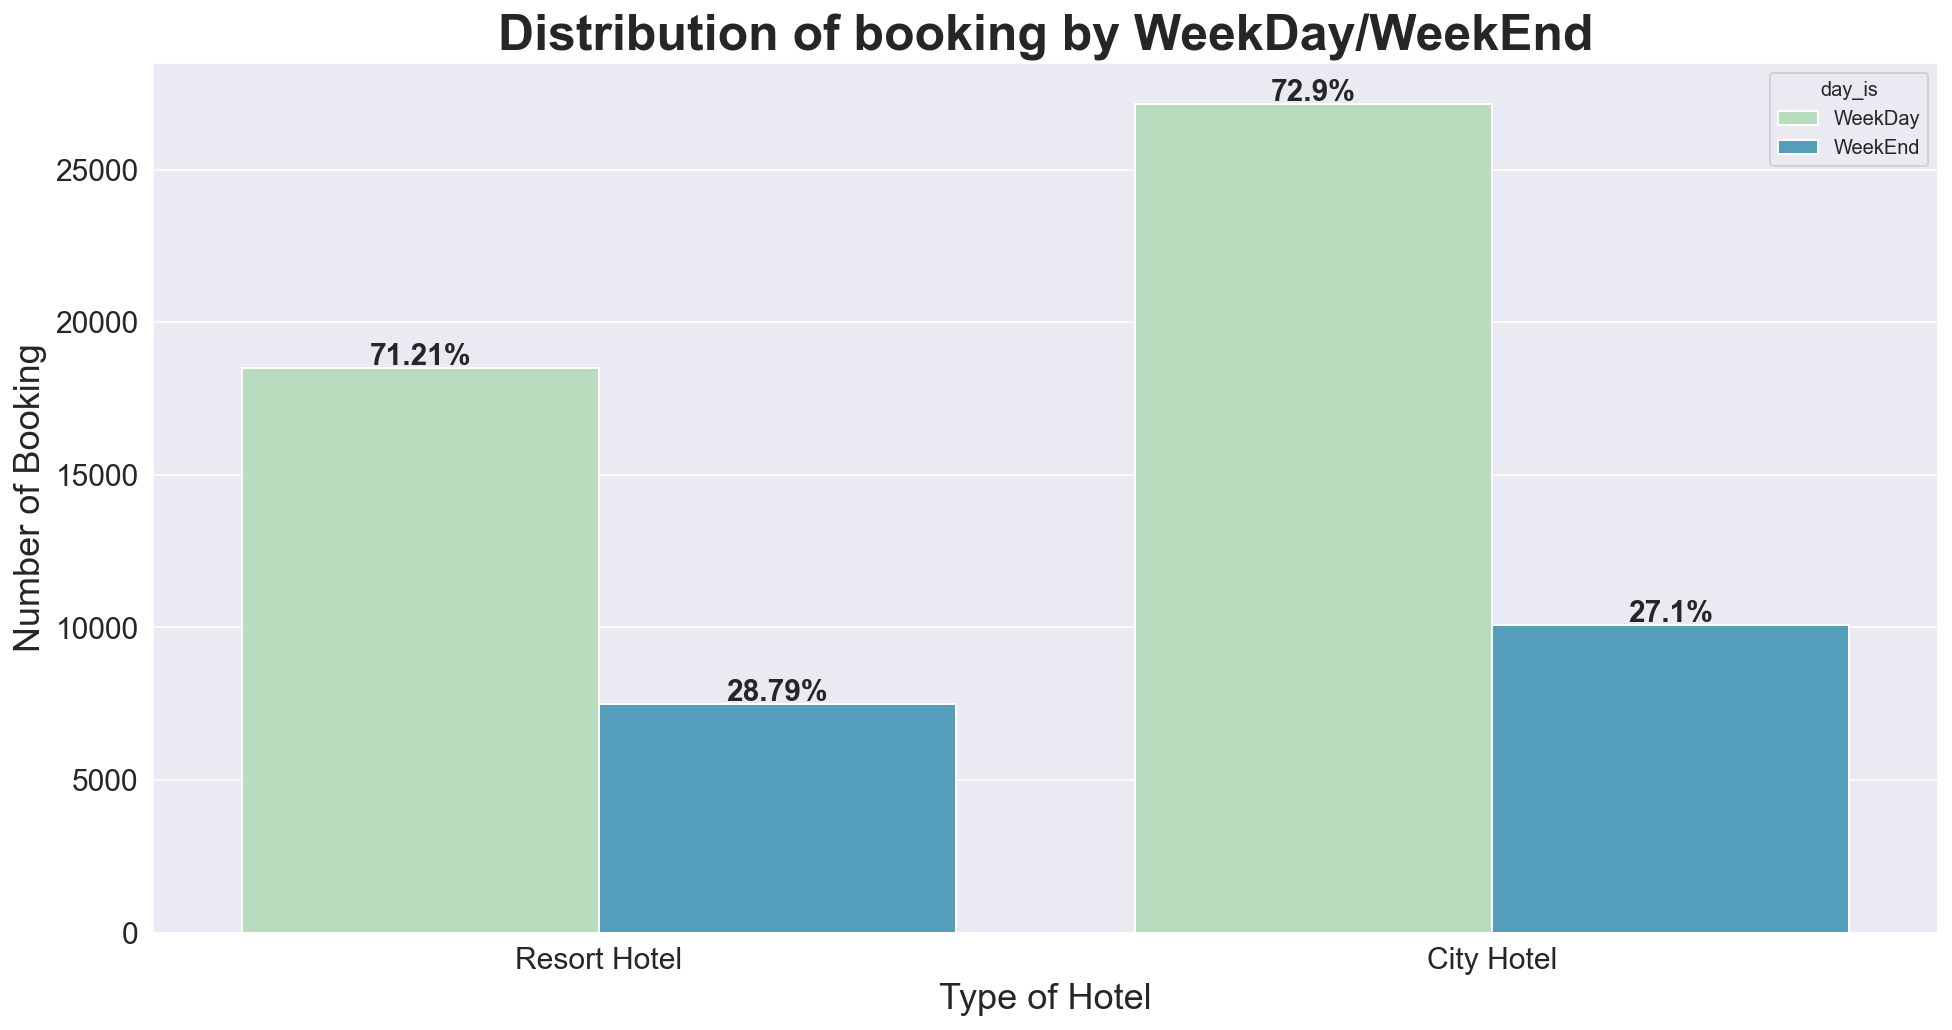 Distribution of booking by WeekDay/WeekEnd
72.9%
day_is
WeekDay
WeekEnd
25000
20000
71.21%
15000
10000
27.1%
28.79%
5000
0
Number of Booking
Resort Hotel
City Hotel
Type of Hotel